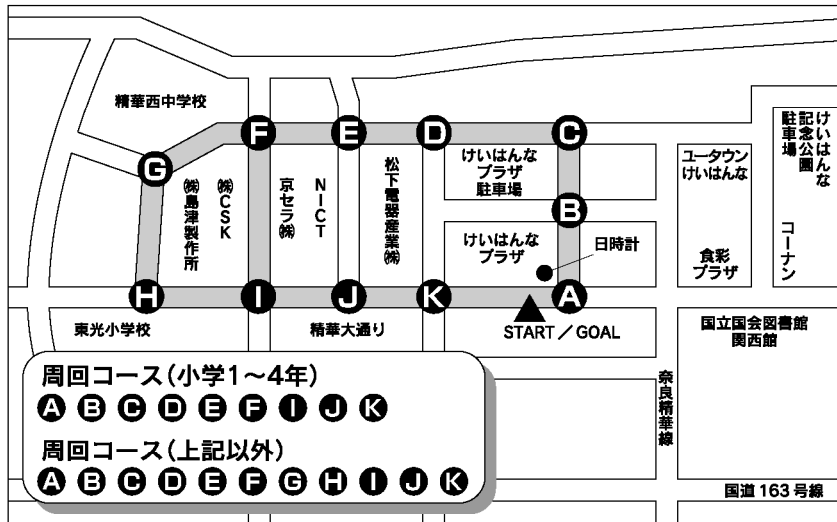 精華西中学校
F
E
D
C
G
㈱島津製作所
㈱CSK
京セラ㈱
NICT
松下電器産業㈱
けいはんな
プラザ
駐車場
ユータウン
けいはんな
けいはんな
記念公園
駐車場
B
けいはんな
プラザ
日時計
食彩
プラザ
コーナン
H
I
J
K
A
東光小学校
精華大通り
START／GOAL
国立国会図書館
関西館
周回コース(小学1～4年)
A B C D E F I J K
周回コース(上記以外)
A B C D E F G H I J K
奈良精華線
国道163号線